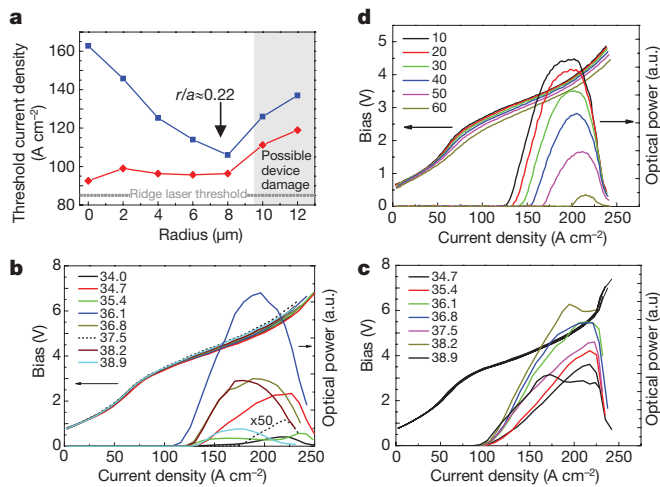 a
160
140
120
100
80
Threshold current density
(A cm⁻²)
r/a≈0.22
Possible
device
damage
Ridge laser threshold
0 2 4 6 8 10 12
Radius (μm)
d
10
20
30
40
50
60
5
4
3
2
1
0
Bias (V)
Optical power (a.u.)
0 50 100 150 200 250
Current density (A cm⁻²)
b
34.0
34.7
35.4
36.1
36.8
37.5
38.2
38.9
8
6
4
2
0
Bias (V)
Optical power (a.u.)
x50
0 50 100 150 200 250
Current density (A cm⁻²)
c
34.7
35.4
36.1
36.8
37.5
38.2
38.9
8
6
4
2
0
Bias (V)
Optical power (a.u.)
0 50 100 150 200 250
Current density (A cm⁻²)